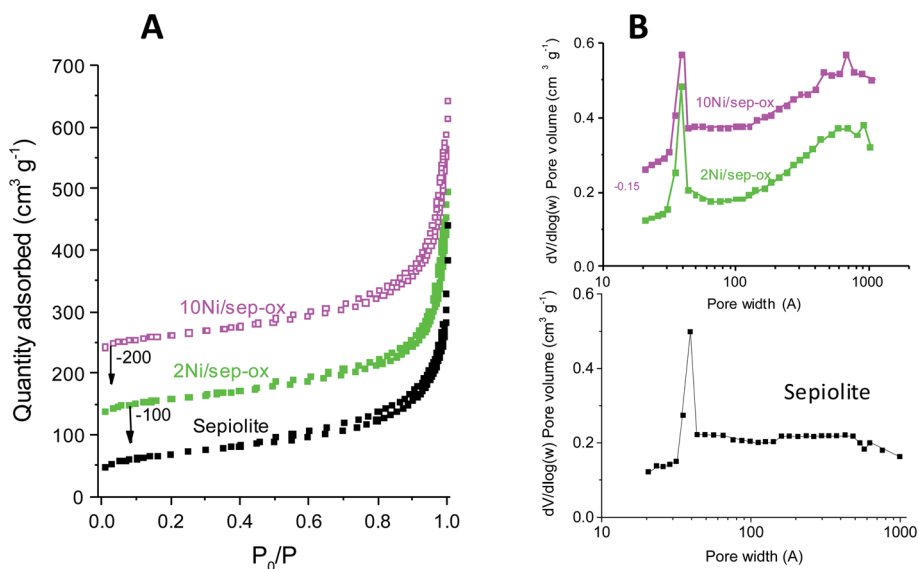 A
Quantity adsorbed (cm³ g⁻¹)
700
600
500
400
300
200
100
0
10Ni/sep-ox
-200
2Ni/sep-ox
-100
Sepiolite
0.0
0.2
0.4
0.6
0.8
1.0
P₀/P
B
dV/dlog(w) Pore volume (cm³ g⁻¹)
0.6
0.4
0.2
0.0
10Ni/sep-ox
2Ni/sep-ox
-0.15
10
100
1000
Pore width (A)
dV/dlog(w) Pore volume (cm³ g⁻¹)
0.6
0.4
0.2
0.0
Sepiolite
10
100
1000
Pore width (A)